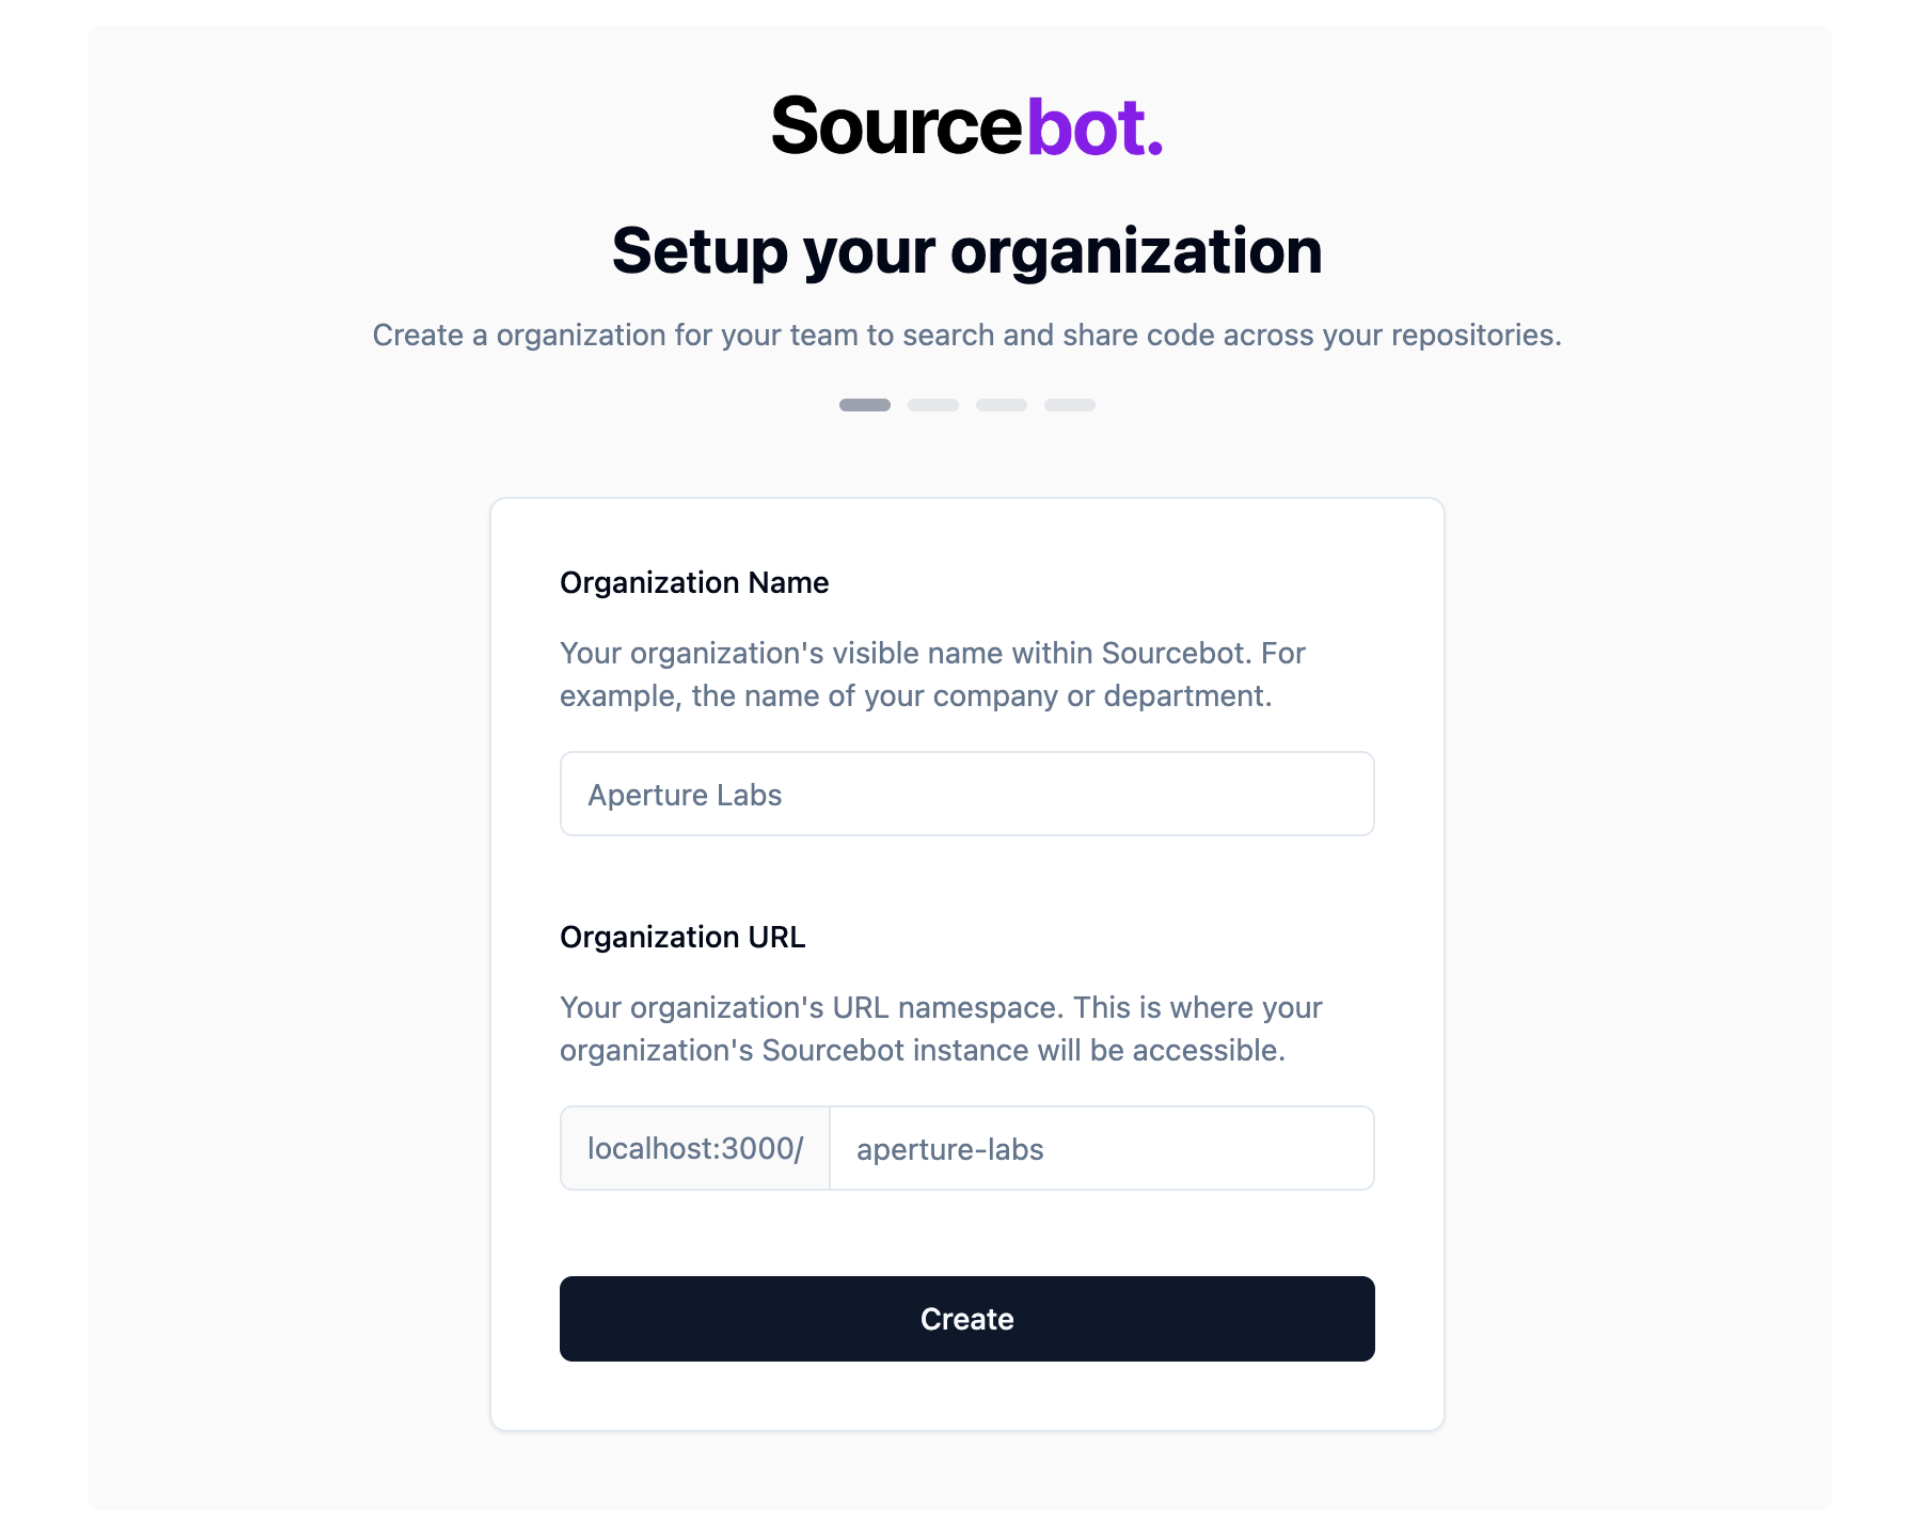 Sourcebot.
Setup your organization
Create a organization for your team to search and share code across your repositories.
Organization Name
Your organization's visible name within Sourcebot. For
example, the name of your company or department.
Aperture Labs
Organization URL
Your organization's URL namespace. This is where your
organization's Sourcebot instance will be accessible.
localhost:3000/ aperture-labs
Create